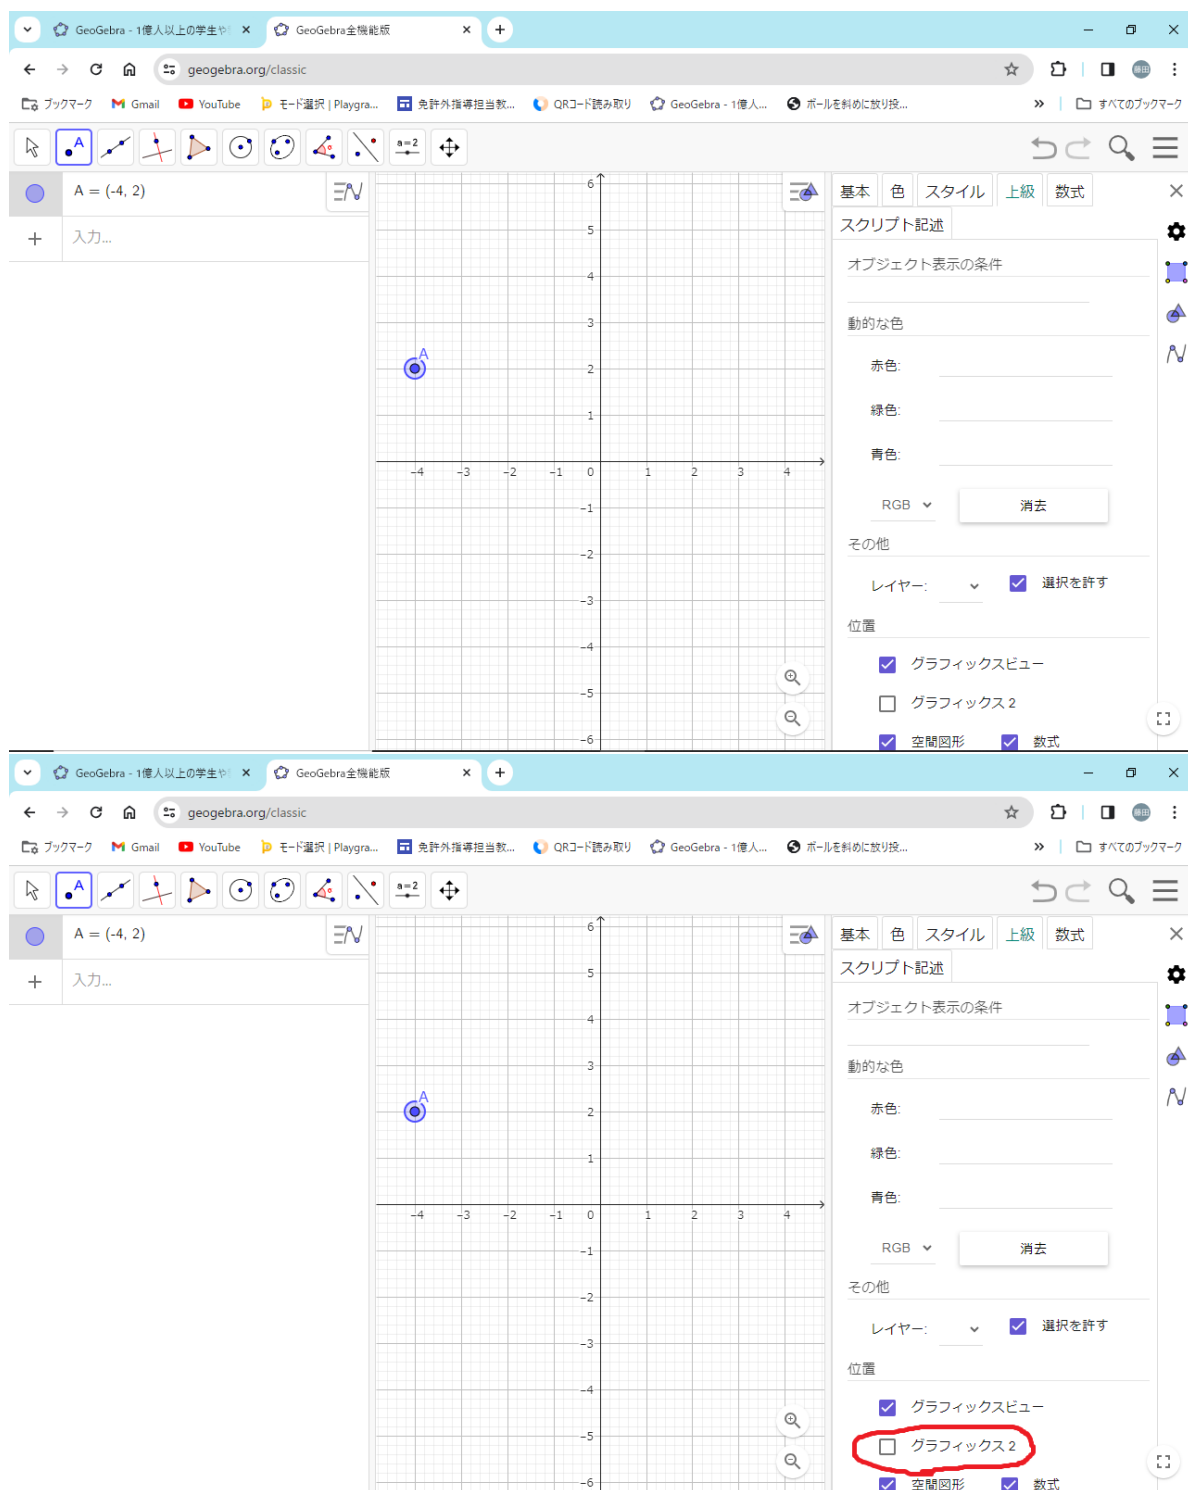 GeoGebra - 1億人以上の学生や GeoGebra全機能版
geogebra.org/classic
ブックマーク Gmail YouTube モード選択 | Playgra... 免許外指導担当教... QRコード読み取り GeoGebra - 1億人... ボールを斜めに放り投... » すべてのブックマーク
A a=2
A = (-4, 2)
入力...
6
5
4
3
A
2
1
-4 -3 -2 -1 0 1 2 3 4
-1
-2
-3
-4
-5
-6
基本 色 スタイル 上級 数式
スクリプト記述
オブジェクト表示の条件
動的な色
赤色:
緑色:
青色:
RGB 消去
その他
レイヤー: 選択を許す
位置
グラフィックスビュー
グラフィックス 2
空間図形 数式
GeoGebra - 1億人以上の学生や GeoGebra全機能版
geogebra.org/classic
ブックマーク Gmail YouTube モード選択 | Playgra... 免許外指導担当教... QRコード読み取り GeoGebra - 1億人... ボールを斜めに放り投... » すべてのブックマーク
A a=2
A = (-4, 2)
入力...
6
5
4
3
A
2
1
-4 -3 -2 -1 0 1 2 3 4
-1
-2
-3
-4
-5
-6
基本 色 スタイル 上級 数式
スクリプト記述
オブジェクト表示の条件
動的な色
赤色:
緑色:
青色:
RGB 消去
その他
レイヤー: 選択を許す
位置
グラフィックスビュー
グラフィックス 2
空間図形 数式